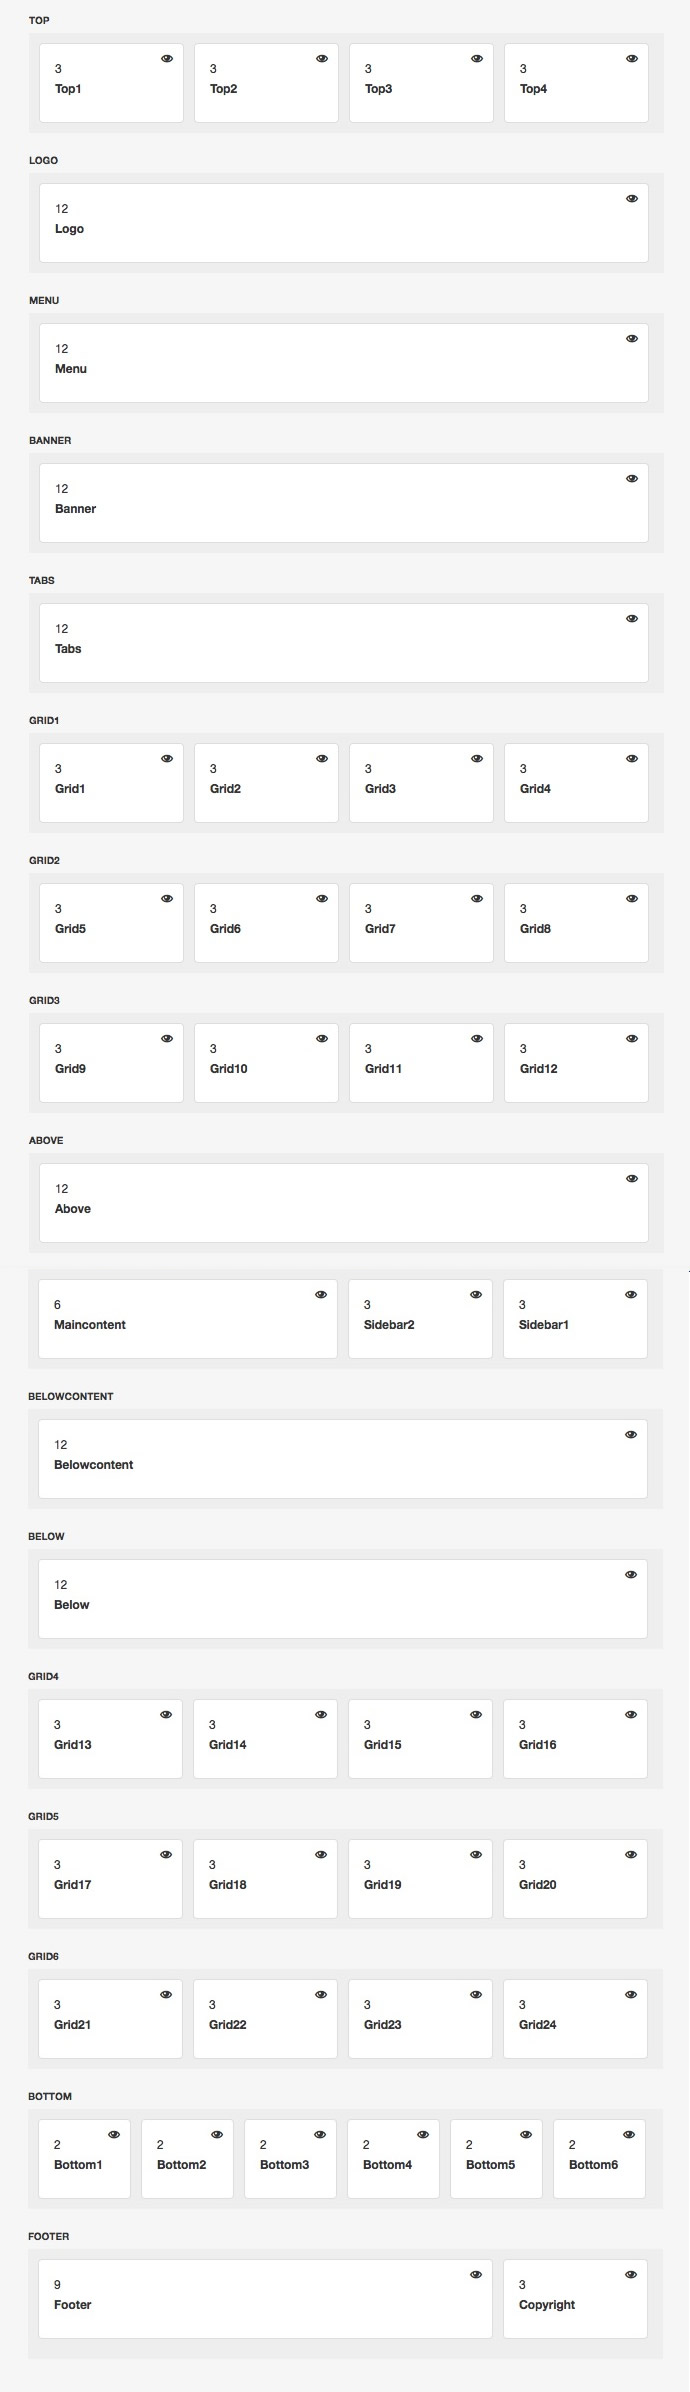 TOP
3 3 3 3
Top1 Top2 Top3 Top4
LOGO
12
Logo
MENU
12
Menu
BANNER
12
Banner
TABS
12
Tabs
GRID1
3 3 3 3
Grid1 Grid2 Grid3 Grid4
GRID2
3 3 3 3
Grid5 Grid6 Grid7 Grid8
GRID3
3 3 3 3
Grid9 Grid10 Grid11 Grid12
ABOVE
12
Above
6 3 3
Maincontent Sidebar2 Sidebar1
BELOWCONTENT
12
Belowcontent
BELOW
12
Below
GRID4
3 3 3 3
Grid13 Grid14 Grid15 Grid16
GRID5
3 3 3 3
Grid17 Grid18 Grid19 Grid20
GRID6
3 3 3 3
Grid21 Grid22 Grid23 Grid24
BOTTOM
2 2 2 2 2 2
Bottom1 Bottom2 Bottom3 Bottom4 Bottom5 Bottom6
FOOTER
9 3
Footer Copyright